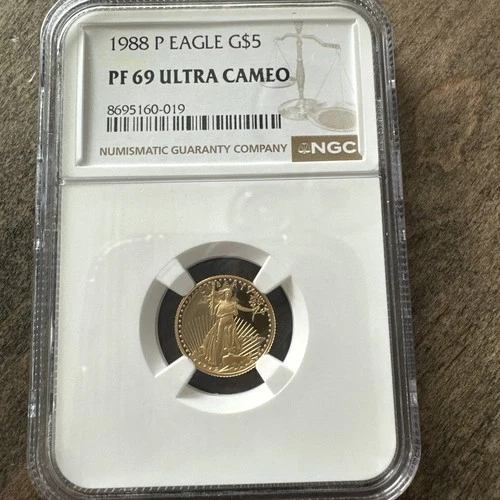 1988 P EAGLE G$5
PF 69 ULTRA CAMEO
8695160-019
NUMISMATIC GUARANTY COMPANY
NGC